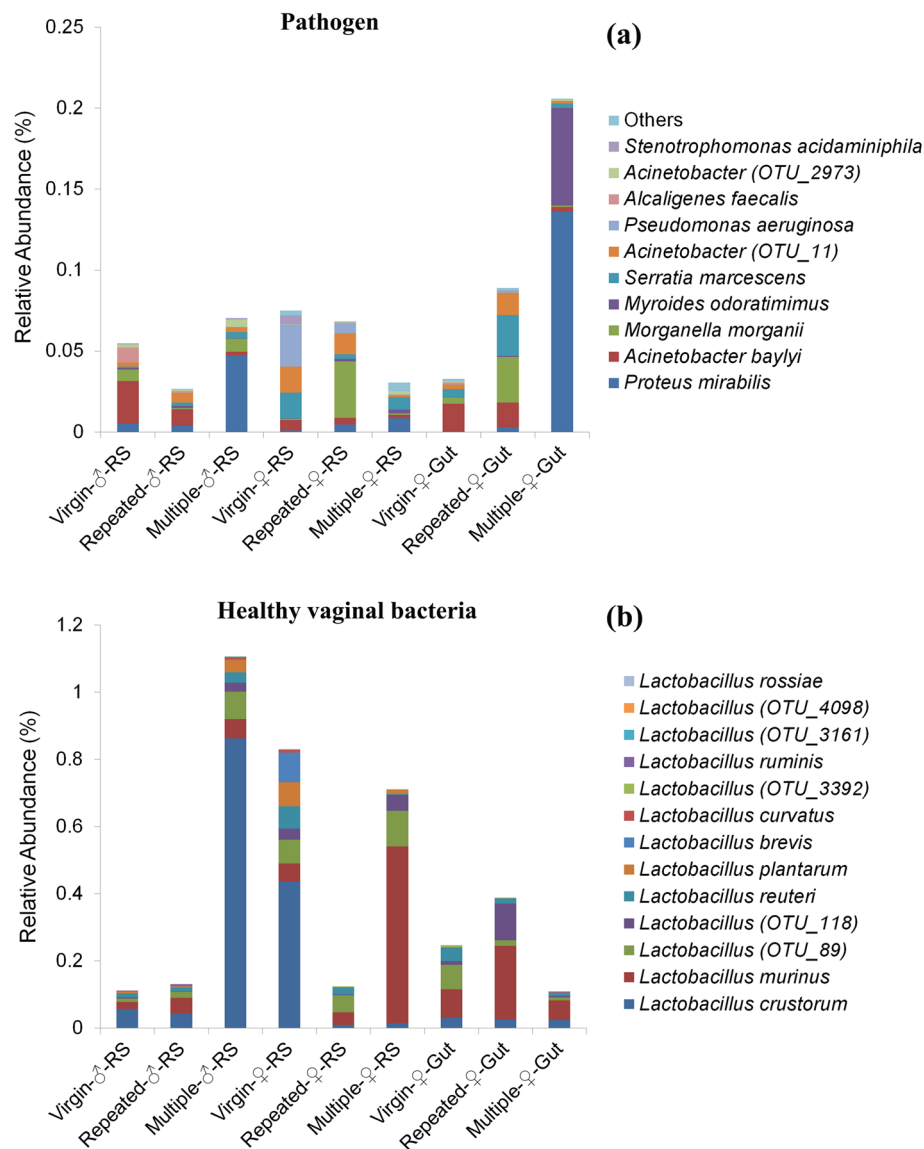 Pathogen
(a)
Relative Abundance (%)
0.25
0.2
0.15
0.1
0.05
0
Others
Stenotrophomonas acidaminiphila
Acinetobacter (OTU_2973)
Alcaligenes faecalis
Pseudomonas aeruginosa
Acinetobacter (OTU_11)
Serratia marcescens
Myroides odoratimimus
Morganella morganii
Acinetobacter baylyi
Proteus mirabilis
Virgin-♂-RS
Repeated-♂-RS
Multiple-♂-RS
Virgin-♀-RS
Repeated-♀-RS
Multiple-♀-RS
Virgin-♀-Gut
Repeated-♀-Gut
Multiple-♀-Gut
Healthy vaginal bacteria
(b)
Relative Abundance (%)
1.2
1
0.8
0.6
0.4
0.2
0
Lactobacillus rossiae
Lactobacillus (OTU_4098)
Lactobacillus (OTU_3161)
Lactobacillus ruminis
Lactobacillus (OTU_3392)
Lactobacillus curvatus
Lactobacillus brevis
Lactobacillus plantarum
Lactobacillus reuteri
Lactobacillus (OTU_118)
Lactobacillus (OTU_89)
Lactobacillus murinus
Lactobacillus crustorum
Virgin-♂-RS
Repeated-♂-RS
Multiple-♂-RS
Virgin-♀-RS
Repeated-♀-RS
Multiple-♀-RS
Virgin-♀-Gut
Repeated-♀-Gut
Multiple-♀-Gut